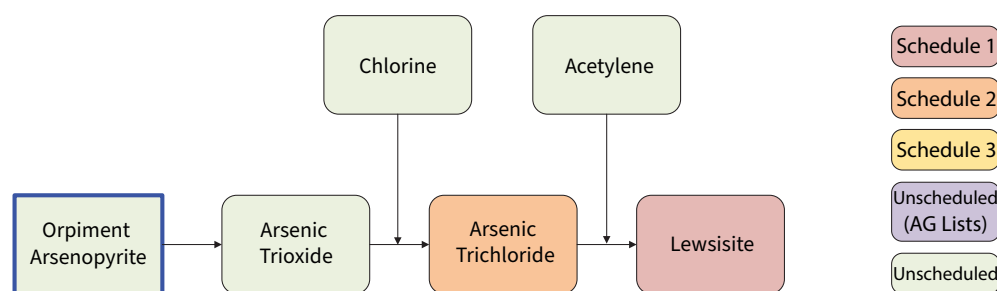 Chlorine
Acetylene
Orpiment
Arsenopyrite
Arsenic
Trioxide
Arsenic
Trichloride
Lewsisite
Schedule 1
Schedule 2
Schedule 3
Unscheduled
(AG Lists)
Unscheduled